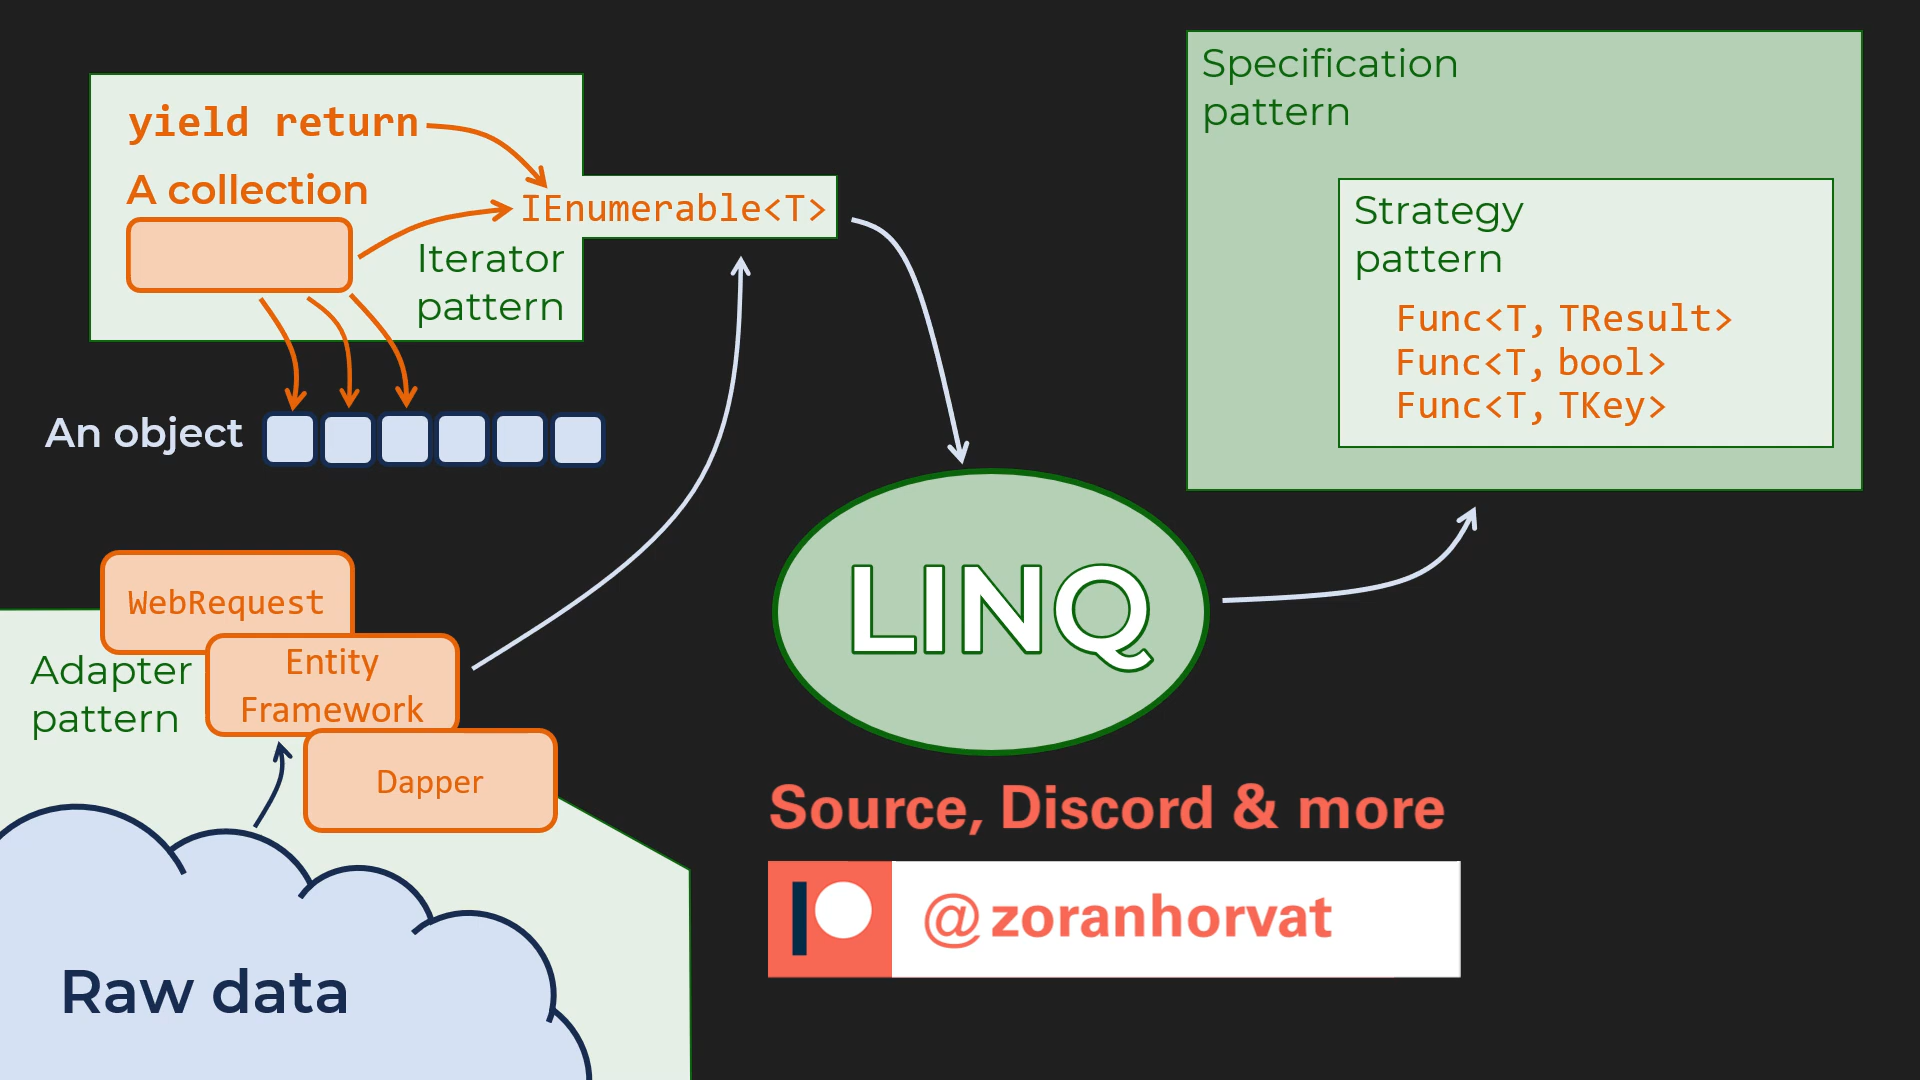 yield return
A collection
IEnumerable<T>
Iterator
pattern
An object
WebRequest
Entity
Framework
Dapper
Adapter
pattern
Raw data
LINQ
Specification
pattern
Strategy
pattern
Func<T, TResult>
Func<T, bool>
Func<T, TKey>
Source, Discord & more
@zoranhorvat